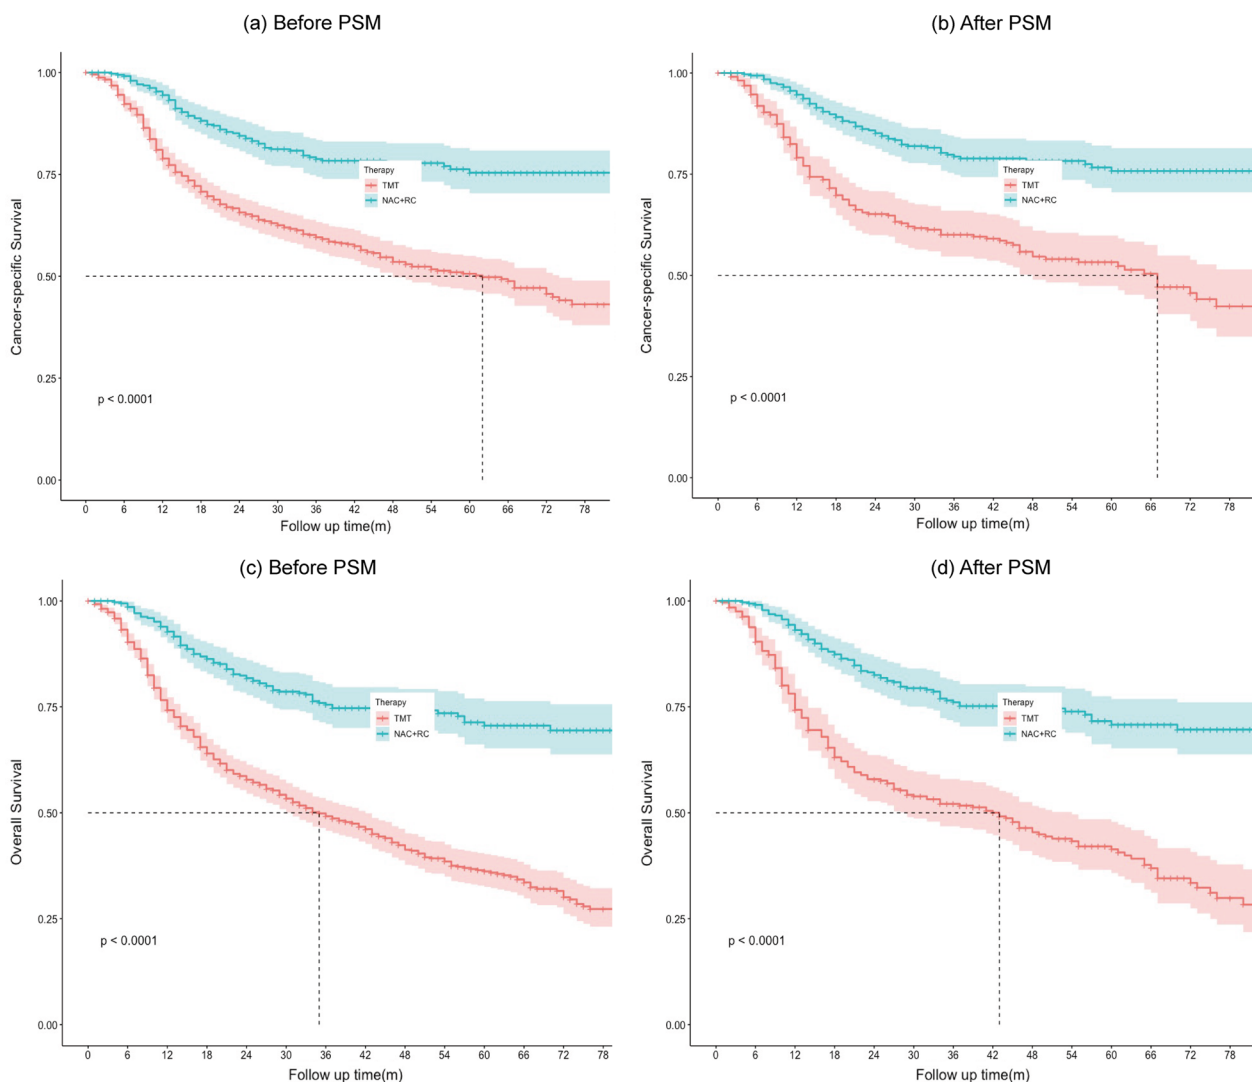 (a) Before PSM
1.00
0.75
0.50
0.25
0.00
Cancer-specific Survival
Therapy
TMT
NAC+RC
p < 0.0001
0 6 12 18 24 30 36 42 48 54 60 66 72 78
Follow up time(m)
(b) After PSM
1.00
0.75
0.50
0.25
0.00
Cancer-specific Survival
Therapy
TMT
NAC+RC
p < 0.0001
0 6 12 18 24 30 36 42 48 54 60 66 72 78
Follow up time(m)
(c) Before PSM
1.00
0.75
0.50
0.25
0.00
Overall Survival
Therapy
TMT
NAC+RC
p < 0.0001
0 6 12 18 24 30 36 42 48 54 60 66 72 78
Follow up time(m)
(d) After PSM
1.00
0.75
0.50
0.25
0.00
Overall Survival
Therapy
TMT
NAC+RC
p < 0.0001
0 6 12 18 24 30 36 42 48 54 60 66 72 78
Follow up time(m)